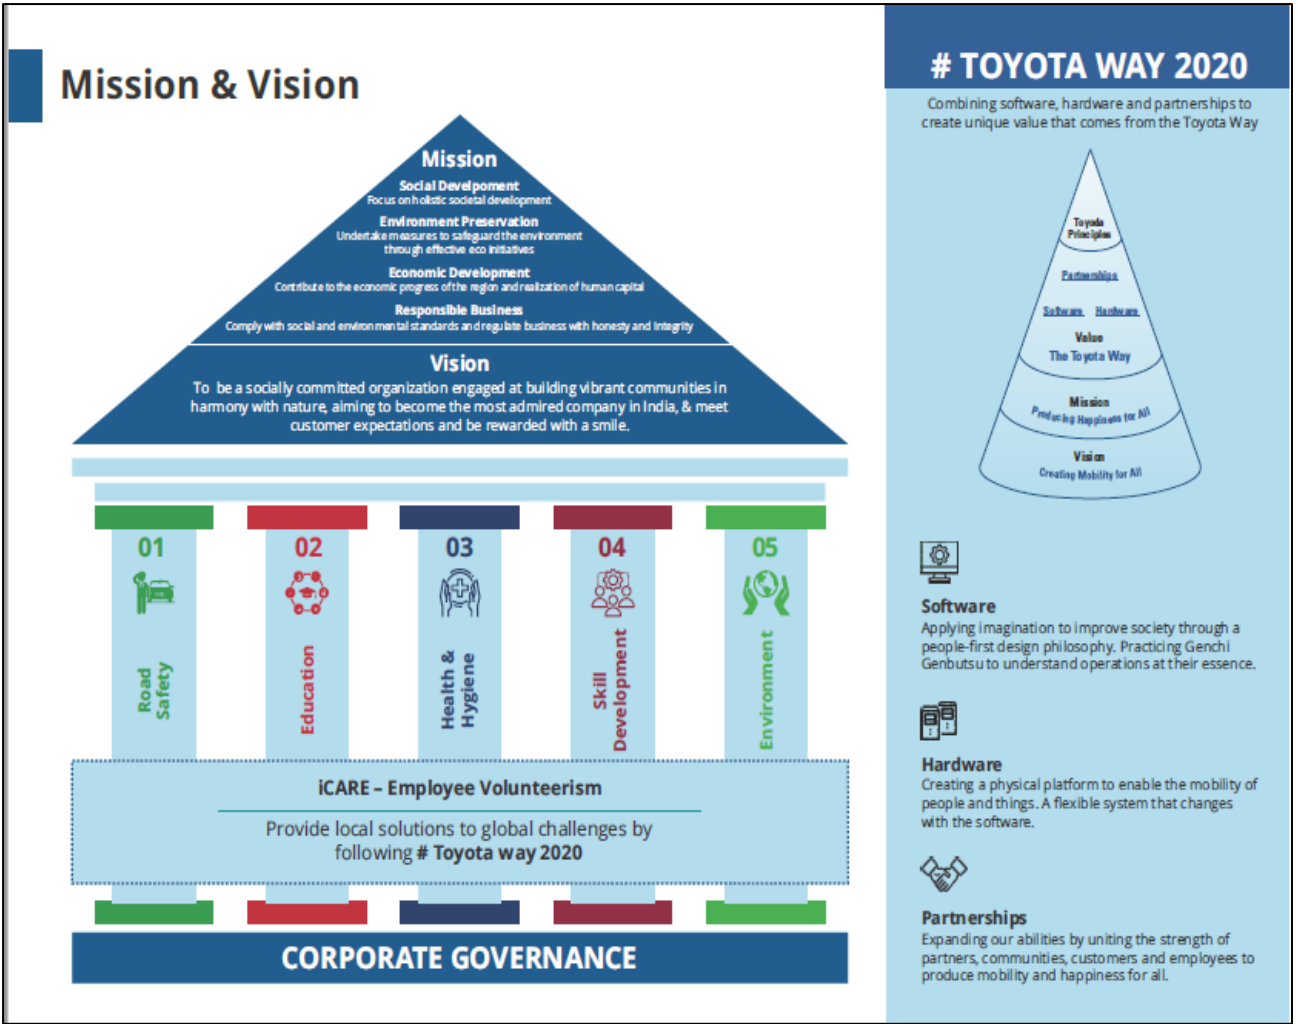 Mission & Vision
Mission
Social Develpoment
Focus on holistic societal development
Environment Preservation
Undertake measures to safeguard the environment
through effective eco initiatives
Economic Development
Contribute to the economic progress of the region and realization of human capital
Responsible Business
Comply with social and environmental standards and regulate business with honesty and integrity
Vision
To be a socially committed organization engaged at building vibrant communities in
harmony with nature, aiming to become the most admired company in India, & meet
customer expectations and be rewarded with a smile.
01
Road
Safety
02
Education
03
Health &
Hygiene
04
Skill
Development
05
Environment
iCARE – Employee Volunteerism
Provide local solutions to global challenges by
following # Toyota way 2020
CORPORATE GOVERNANCE
# TOYOTA WAY 2020
Combining software, hardware and partnerships to
create unique value that comes from the Toyota Way
Toyoda
Principles
Partnerships
Software Hardware
Value
The Toyota Way
Mission
Producing Happiness for All
Vision
Creating Mobility for All
Software
Applying imagination to improve society through a
people-first design philosophy. Practicing Genchi
Genbutsu to understand operations at their essence.
Hardware
Creating a physical platform to enable the mobility of
people and things. A flexible system that changes
with the software.
Partnerships
Expanding our abilities by uniting the strength of
partners, communities, customers and employees to
produce mobility and happiness for all.